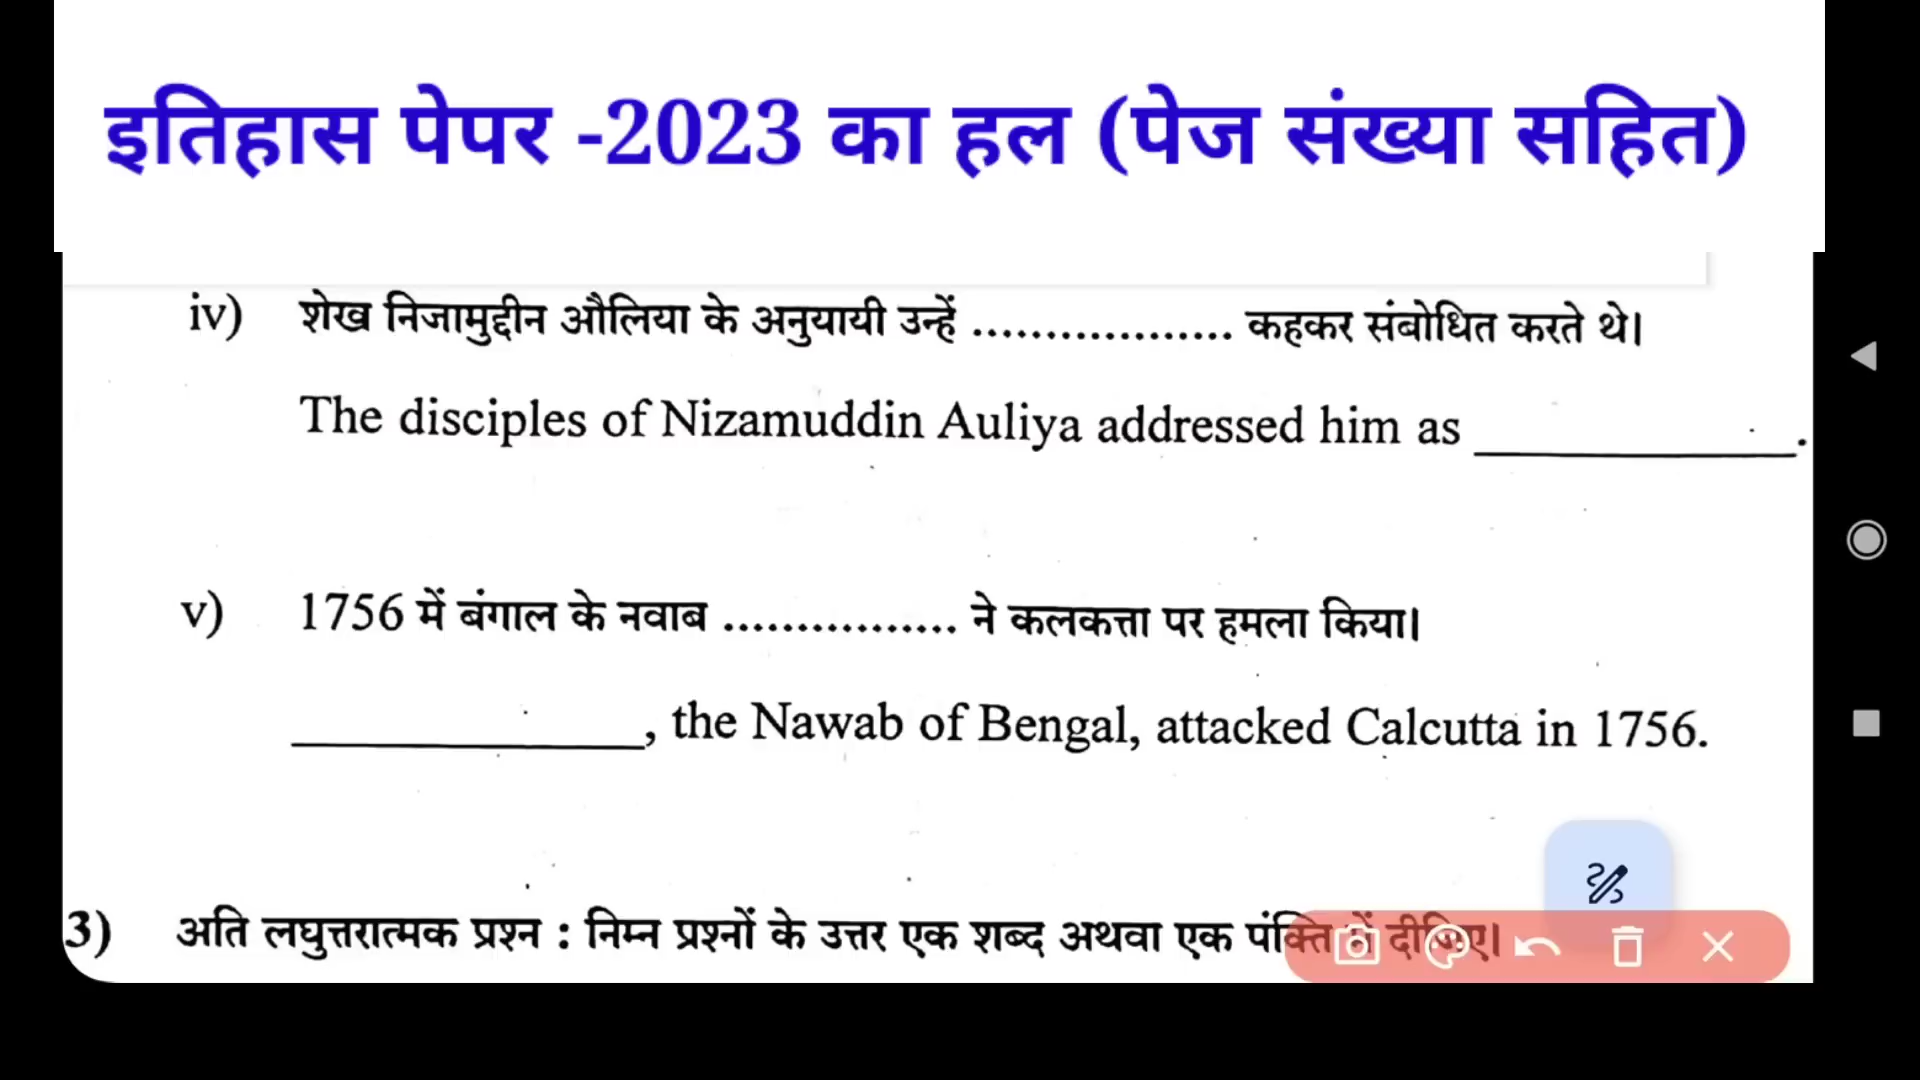 इतिहास पेपर -2023 का हल (पेज संख्या सहित)
iv) शेख निजामुद्दीन औलिया के अनुयायी उन्हें .................. कहकर संबोधित करते थे।
The disciples of Nizamuddin Auliya addressed him as ____________.
v) 1756 में बंगाल के नवाब ................ ने कलकत्ता पर हमला किया।
____________, the Nawab of Bengal, attacked Calcutta in 1756.
3) अति लघुत्तरात्मक प्रश्न : निम्न प्रश्नों के उत्तर एक शब्द अथवा एक पंक्ति में दीजिए।